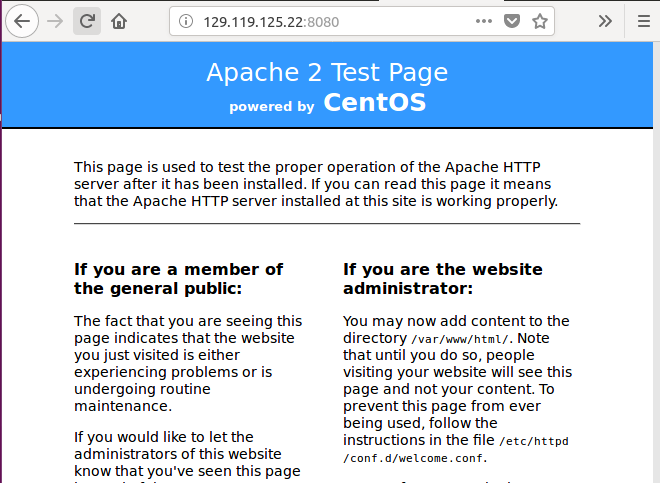 129.119.125.22:8080
Apache 2 Test Page
powered by CentOS
This page is used to test the proper operation of the Apache HTTP
server after it has been installed. If you can read this page it means
that the Apache HTTP server installed at this site is working properly.
If you are a member of
the general public:
The fact that you are seeing this
page indicates that the website
you just visited is either
experiencing problems or is
undergoing routine
maintenance.
If you would like to let the
administrators of this website
know that you've seen this page
If you are the website
administrator:
You may now add content to the
directory /var/www/html/. Note
that until you do so, people
visiting your website will see this
page and not your content. To
prevent this page from ever
being used, follow the
instructions in the file /etc/httpd
/conf.d/welcome.conf.